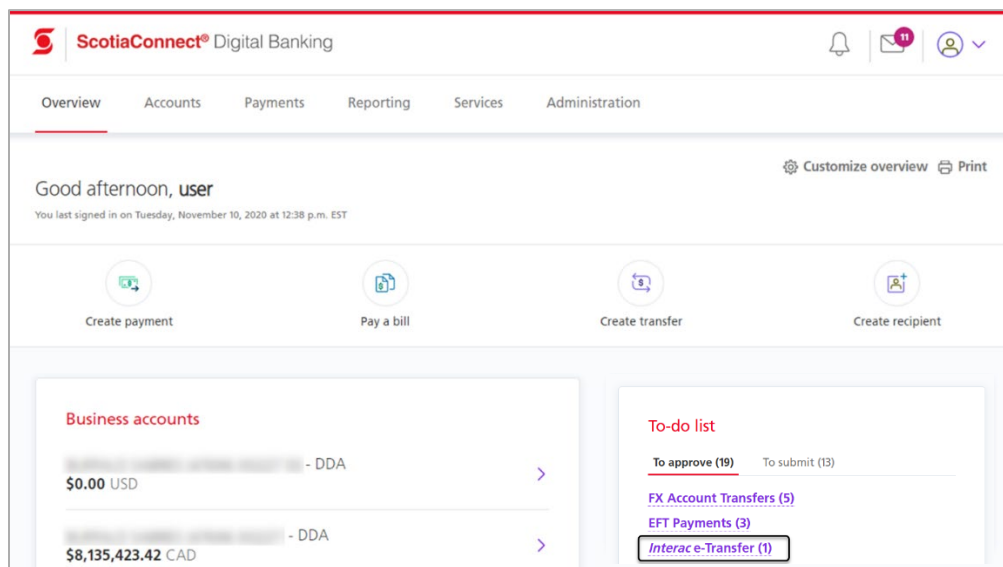 ScotiaConnect® Digital Banking
11
Overview Accounts Payments Reporting Services Administration
Customize overview Print
Good afternoon, user
You last signed in on Tuesday, November 10, 2020 at 12:38 p.m. EST
Create payment Pay a bill Create transfer Create recipient
Business accounts
- DDA
$0.00 USD
- DDA
$8,135,423.42 CAD
To-do list
To approve (19) To submit (13)
FX Account Transfers (5)
EFT Payments (3)
Interac e-Transfer (1)